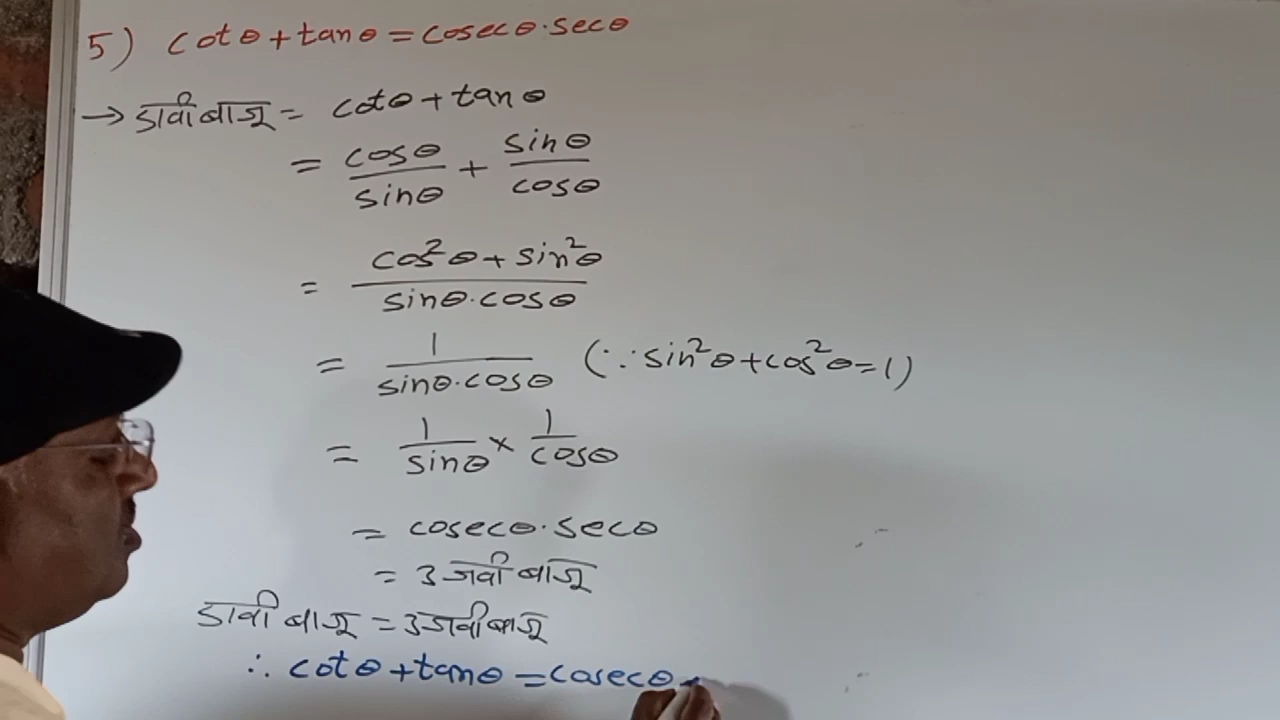 5) cotθ + tanθ = cosecθ·secθ
→ डावी बाजू = cotθ + tanθ
= cosθ/sinθ + sinθ/cosθ
= cos²θ + sin²θ / sinθ·cosθ
= 1 / sinθ·cosθ (∵ sin²θ + cos²θ = 1)
= 1/sinθ × 1/cosθ
= cosecθ·secθ
= उजवी बाजू
डावी बाजू = उजवी बाजू
∴ cotθ + tanθ = cosecθ